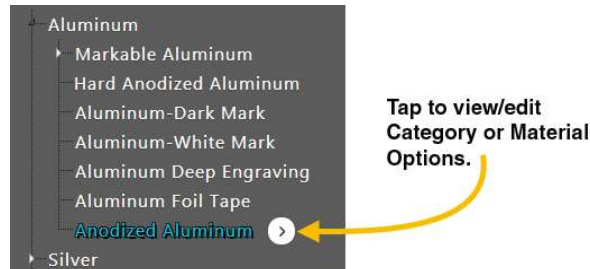 Aluminum
Markable Aluminum
Hard Anodized Aluminum
Aluminum-Dark Mark
Aluminum-White Mark
Aluminum Deep Engraving
Aluminum Foil Tape
Anodized Aluminum
Silver
Tap to view/edit
Category or Material
Options.